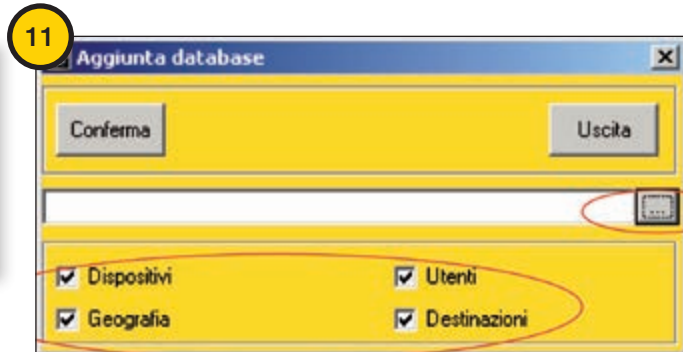 11
Aggiunta database
Conferma Uscita
...
Dispositivi Utenti
Geografia Destinazioni